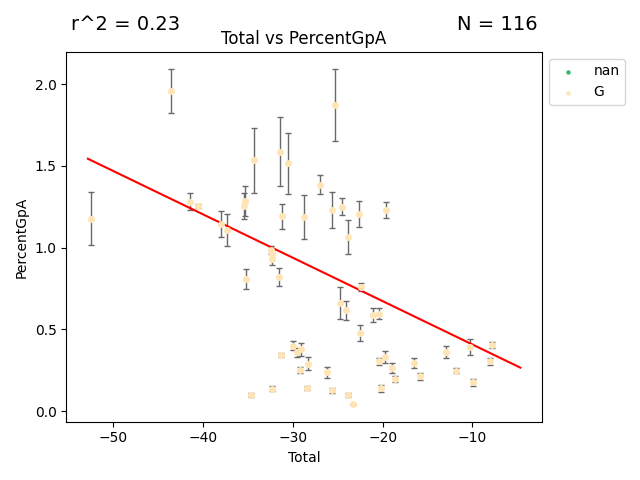 r^2 = 0.23
N = 116
Total vs PercentGpA
nan
G
2.0
1.5
1.0
0.5
0.0
PercentGpA
−50
−40
−30
−20
−10
Total